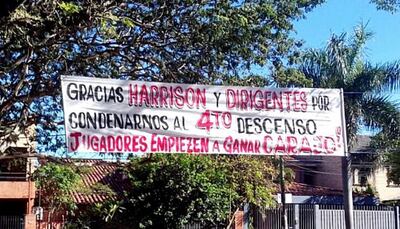 GRACIAS HARRISON Y DIRIGENTES POR
CONDENARNOS AL 4TO DESCENSO
JUGADORES EMPIEZEN A GANAR CARAJO!